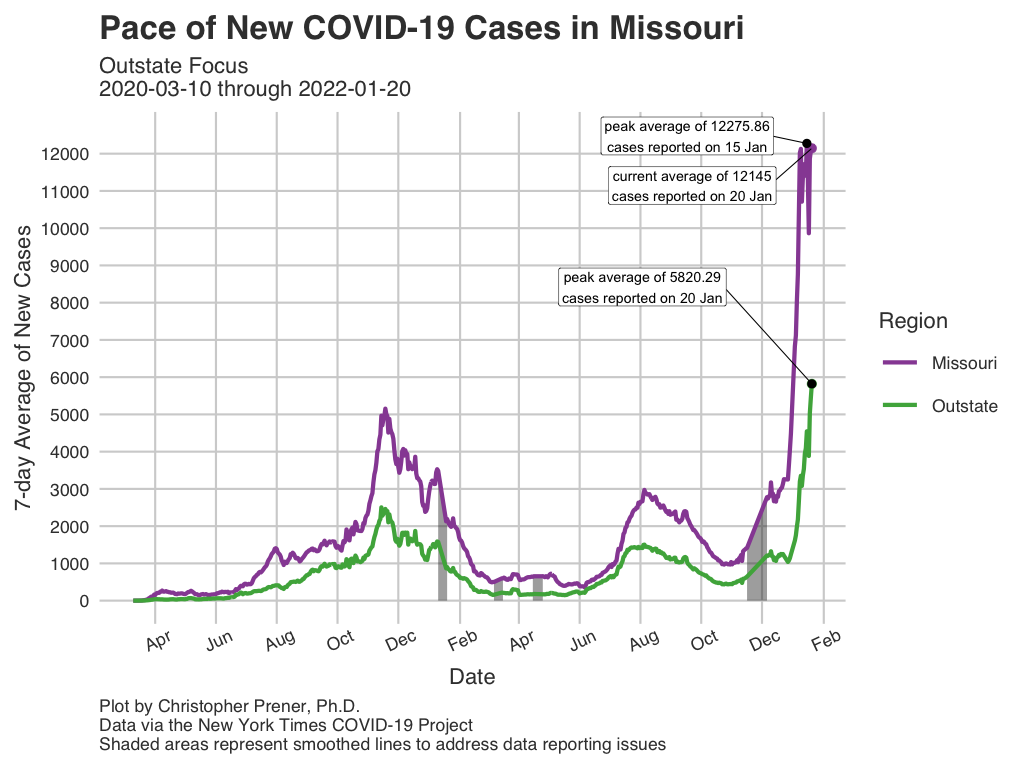 Pace of New COVID-19 Cases in Missouri
Outstate Focus
2020-03-10 through 2022-01-20
peak average of 12275.86
cases reported on 15 Jan
current average of 12145
cases reported on 20 Jan
peak average of 5820.29
cases reported on 20 Jan
7-day Average of New Cases
12000
11000
10000
9000
8000
7000
6000
5000
4000
3000
2000
1000
0
Apr
Jun
Aug
Oct
Dec
Feb
Apr
Jun
Aug
Oct
Dec
Feb
Date
Region
Missouri
Outstate
Plot by Christopher Prener, Ph.D.
Data via the New York Times COVID-19 Project
Shaded areas represent smoothed lines to address data reporting issues